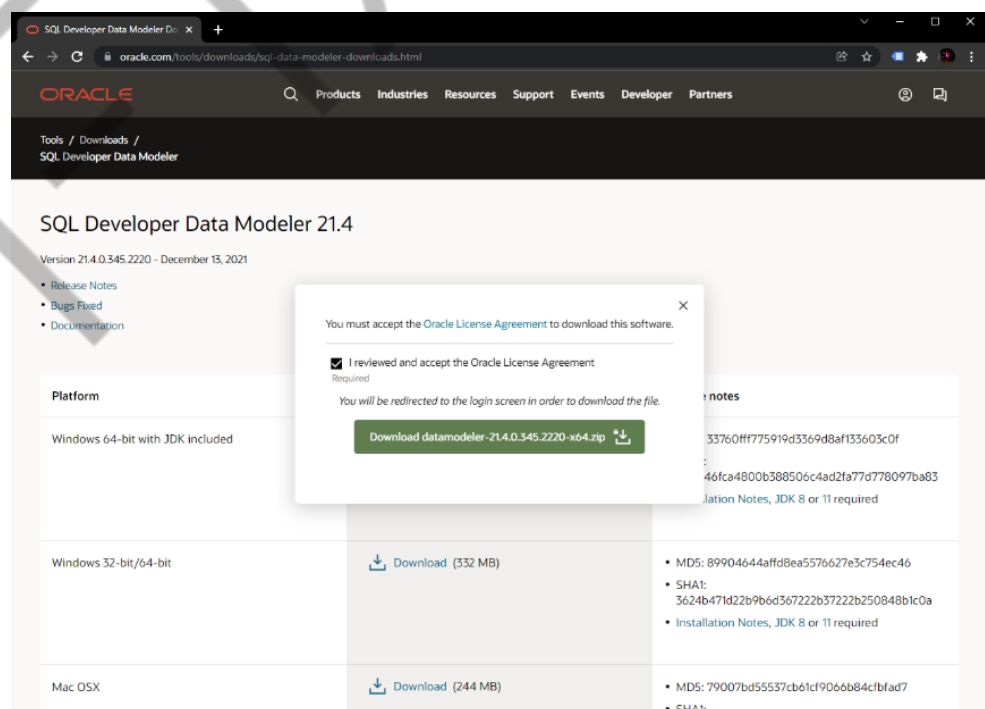 SQL Developer Data Modeler Do
oracle.com/tools/downloads/sql-data-modeler-downloads.html
ORACLE
Products Industries Resources Support Events Developer Partners
Tools / Downloads /
SQL Developer Data Modeler
SQL Developer Data Modeler 21.4
Version 21.4.0.345.2220 - December 13, 2021
• Release Notes
• Bugs Fixed
• Documentation
You must accept the Oracle License Agreement to download this software.
I reviewed and accept the Oracle License Agreement
Required
You will be redirected to the login screen in order to download the file.
Download datamodeler-21.4.0.345.2220-x64.zip
Platform
notes
Windows 64-bit with JDK included
33760fff775919d3369d8af133603c0f
46fca4800b388506c4ad2fa77d778097ba83
Notes, JDK 8 or 11 required
Windows 32-bit/64-bit
Download (332 MB)
• MD5: 89904644affd8ea5576627e3c754ec46
• SHA1:
3624b471d22b9b6d367222b37222b250848b1c0a
• Installation Notes, JDK 8 or 11 required
Mac OSX
Download (244 MB)
• MD5: 79007bd55537cb61cf9066b84cfbfad7
• SHA1: